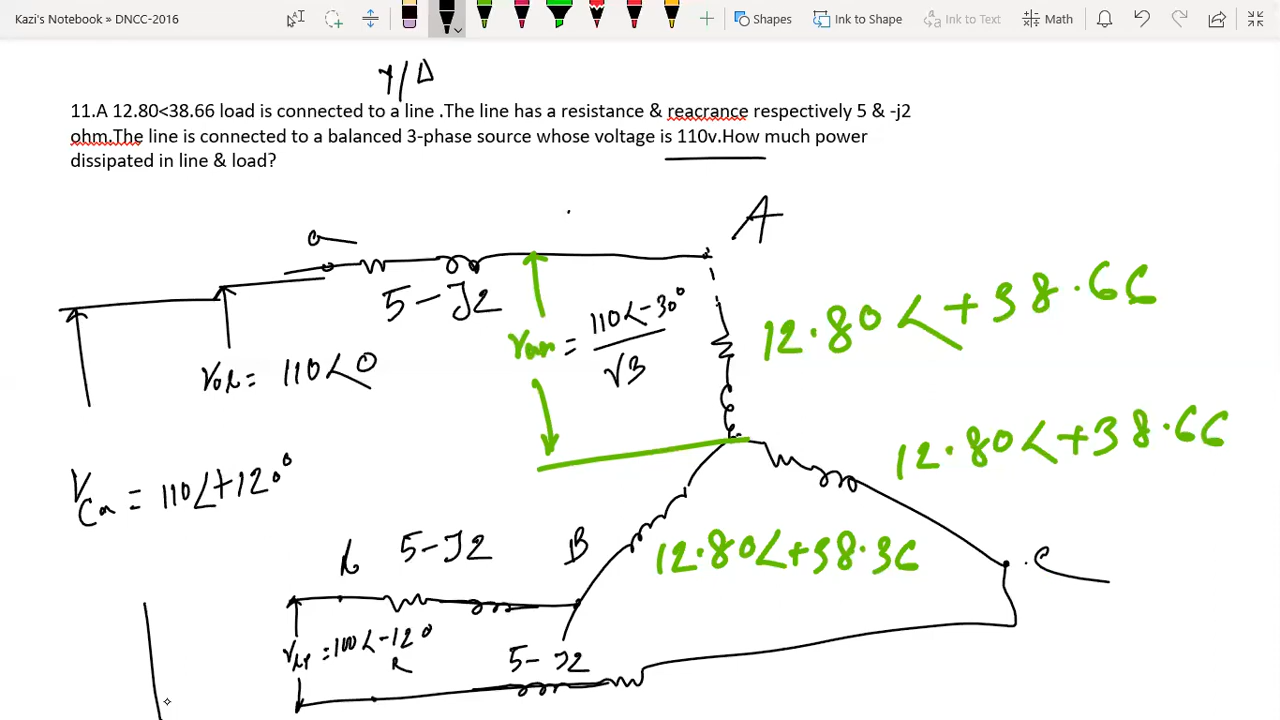 Kazi's Notebook » DNCC-2016
Shapes
Ink to Shape
Ink to Text
Math
Y/Δ
11.A 12.80<38.66 load is connected to a line .The line has a resistance & reacrance respectively 5 & -j2
ohm.The line is connected to a balanced 3-phase source whose voltage is 110v.How much power
dissipated in line & load?
A
a
5-J2
12.80∠+38.66
Van = 110∠-30°/√3
= 110∠0
12.80∠+38.66
VCa = 110∠+120°
5-J2
B
12.80∠+38.36
C
= 100∠-120
5-J2